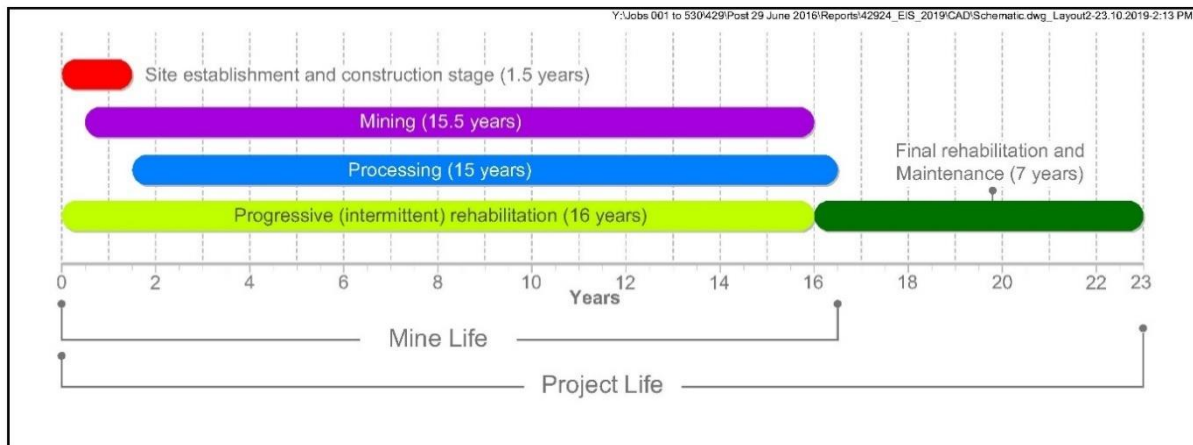 Y:\Jobs 001 to 530\429\Post 29 June 2016\Reports\42924_EIS_2019\CAD\Schematic.dwg_Layout2-23.10.2019-2:13 PM
Site establishment and construction stage (1.5 years)
Mining (15.5 years)
Processing (15 years)
Final rehabilitation and
Maintenance (7 years)
Progressive (intermittent) rehabilitation (16 years)
0 2 4 6 8 10 12 14 16 18 20 22 23
Years
Mine Life
Project Life